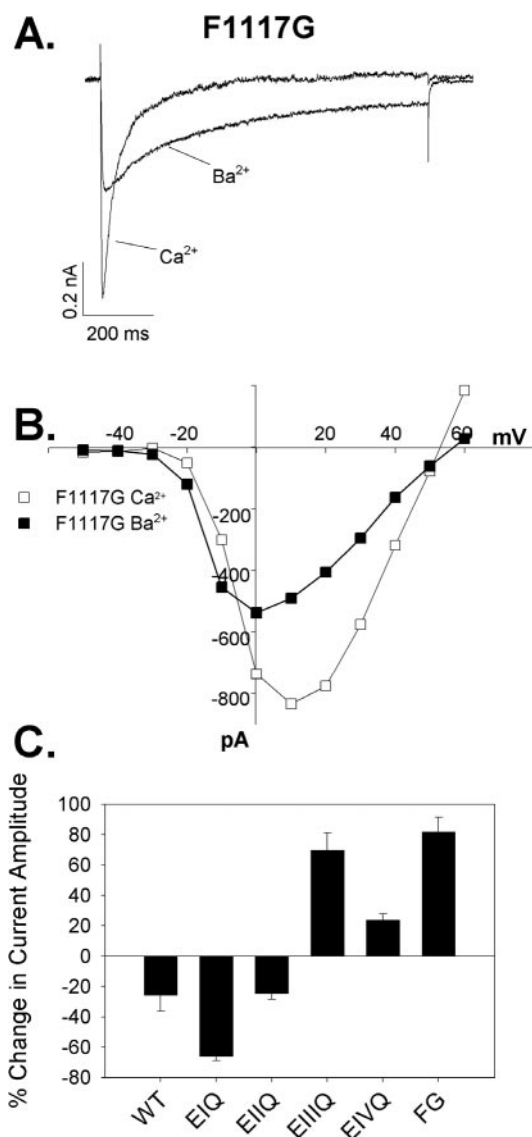 A.
F1117G
Ba²⁺
Ca²⁺
0.2 nA
200 ms
B.
-40 -20 20 40 60 mV
F1117G Ca²⁺
F1117G Ba²⁺
-200
-400
-600
-800
pA
C.
% Change in Current Amplitude
100
80
60
40
20
0
-20
-40
-60
-80
WT EIQ EIIQ EIIIQ EIVQ FG